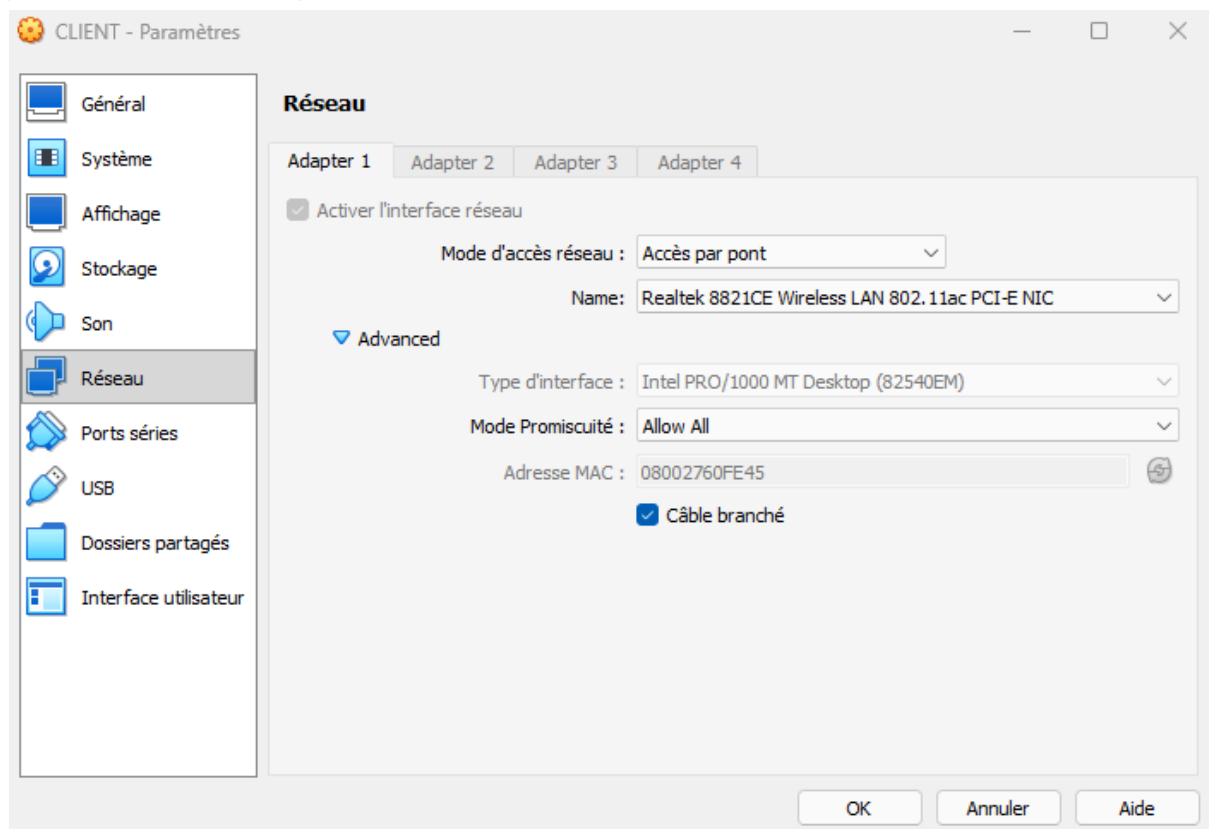 CLIENT - Paramètres
Général
Système
Affichage
Stockage
Son
Réseau
Ports séries
USB
Dossiers partagés
Interface utilisateur
Réseau
Adapter 1 Adapter 2 Adapter 3 Adapter 4
Activer l'interface réseau
Mode d'accès réseau : Accès par pont
Name: Realtek 8821CE Wireless LAN 802.11ac PCI-E NIC
Advanced
Type d'interface : Intel PRO/1000 MT Desktop (82540EM)
Mode Promiscuité : Allow All
Adresse MAC : 08002760FE45
Câble branché
OK Annuler Aide